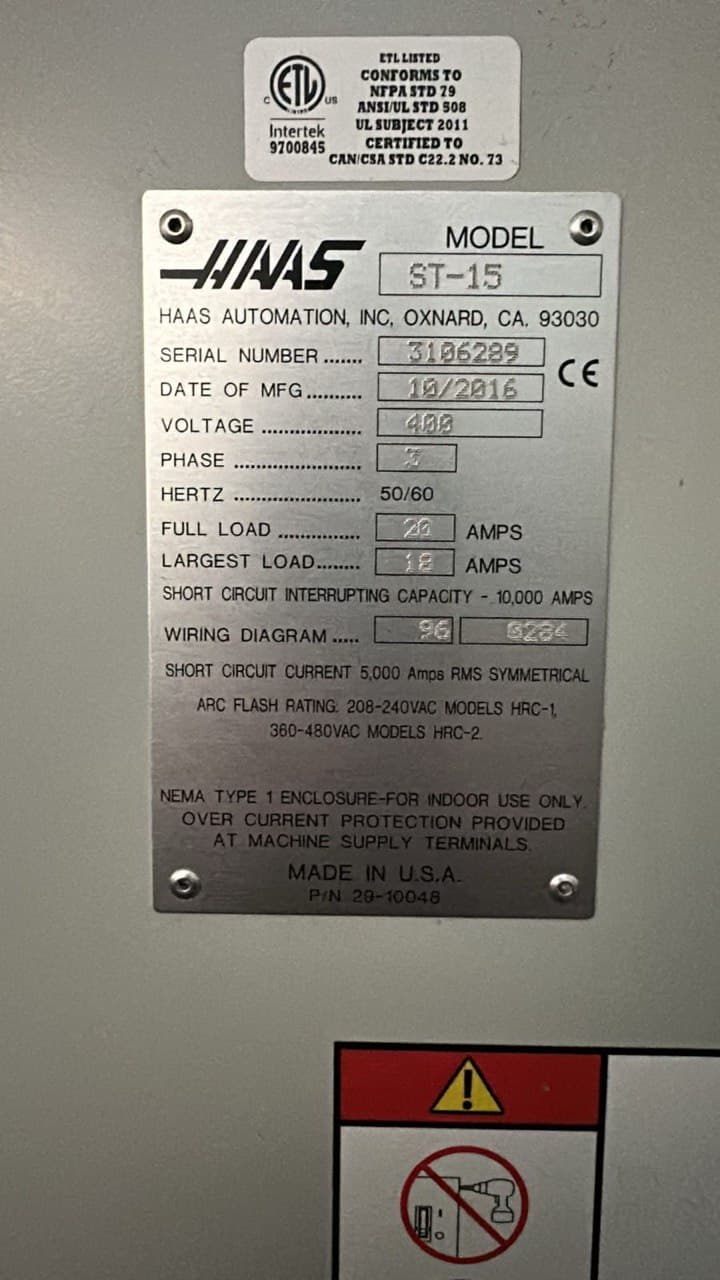 ETL LISTED
CONFORMS TO
NFPA STD 79
ANSI/UL STD 508
UL SUBJECT 2011
CERTIFIED TO
CAN/CSA STD C22.2 NO. 73
C ETL US
Intertek
9700845
HAAS
MODEL ST-15
HAAS AUTOMATION, INC, OXNARD, CA. 93030
SERIAL NUMBER ....... 3106289
CE
DATE OF MFG.......... 10/2016
VOLTAGE .................. 400
PHASE ....................... 3
HERTZ ....................... 50/60
FULL LOAD ............... 20 AMPS
LARGEST LOAD........ 18 AMPS
SHORT CIRCUIT INTERRUPTING CAPACITY - 10,000 AMPS
WIRING DIAGRAM ..... 96 0284
SHORT CIRCUIT CURRENT 5,000 Amps RMS SYMMETRICAL
ARC FLASH RATING: 208-240VAC MODELS HRC-1,
360-480VAC MODELS HRC-2.
NEMA TYPE 1 ENCLOSURE-FOR INDOOR USE ONLY.
OVER CURRENT PROTECTION PROVIDED
AT MACHINE SUPPLY TERMINALS.
MADE IN U.S.A.
P/N 29-10048